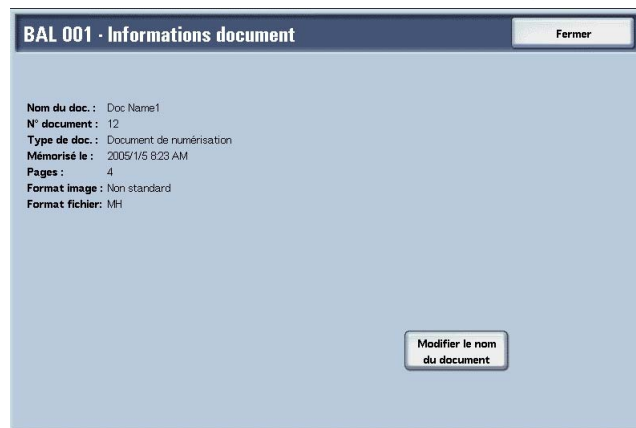 BAL 001 - Informations document
Fermer
Nom du doc. : Doc Name1
N° document : 12
Type de doc. : Document de numérisation
Mémorisé le : 2005/1/5 8:23 AM
Pages : 4
Format image : Non standard
Format fichier: MH
Modifier le nom
du document